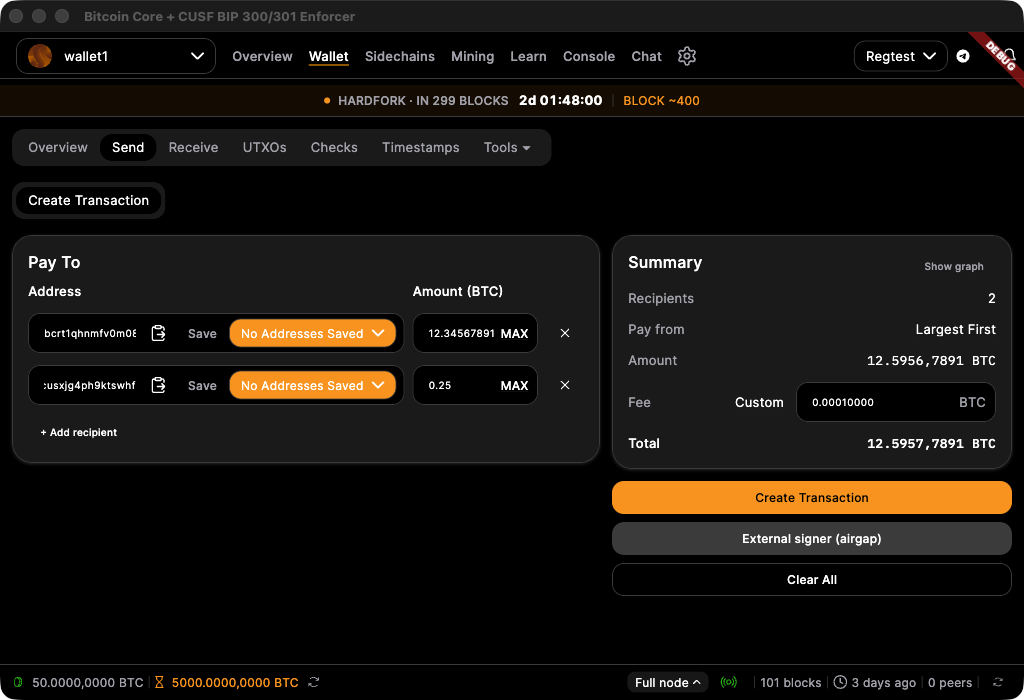 Bitcoin Core + CUSF BIP 300/301 Enforcer
wallet1 Overview Wallet Sidechains Mining Learn Console Chat Regtest DEBUG
HARDFORK · IN 299 BLOCKS 2d 01:48:00 BLOCK ~400
Overview Send Receive UTXOs Checks Timestamps Tools
Create Transaction
Pay To
Address Amount (BTC)
bcrt1qhnmfv0m08 Save No Addresses Saved 12.34567891 MAX
:usxjg4ph9ktswhf Save No Addresses Saved 0.25 MAX
+ Add recipient
Summary Show graph
Recipients 2
Pay from Largest First
Amount 12.5956,7891 BTC
Fee Custom 0.00010000 BTC
Total 12.5957,7891 BTC
Create Transaction
External signer (airgap)
Clear All
50.0000,0000 BTC 5000.0000,0000 BTC Full node 101 blocks 3 days ago 0 peers